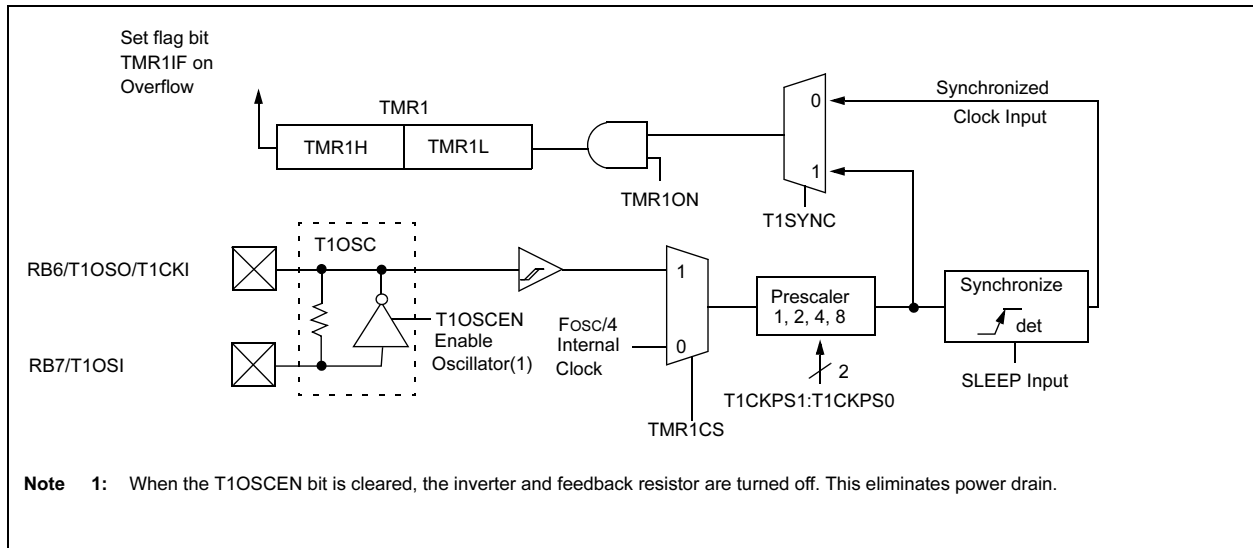 Set flag bit
TMR1IF on
Overflow
TMR1
TMR1H
TMR1L
TMR1ON
0
1
T1SYNC
Synchronized
Clock Input
RB6/T1OSO/T1CKI
RB7/T1OSI
T1OSC
T1OSCEN
Enable
Oscillator(1)
FOSC/4
Internal
Clock
1
0
TMR1CS
Prescaler
1, 2, 4, 8
2
T1CKPS1:T1CKPS0
Synchronize
det
SLEEP Input
Note 1: When the T1OSCEN bit is cleared, the inverter and feedback resistor are turned off. This eliminates power drain.